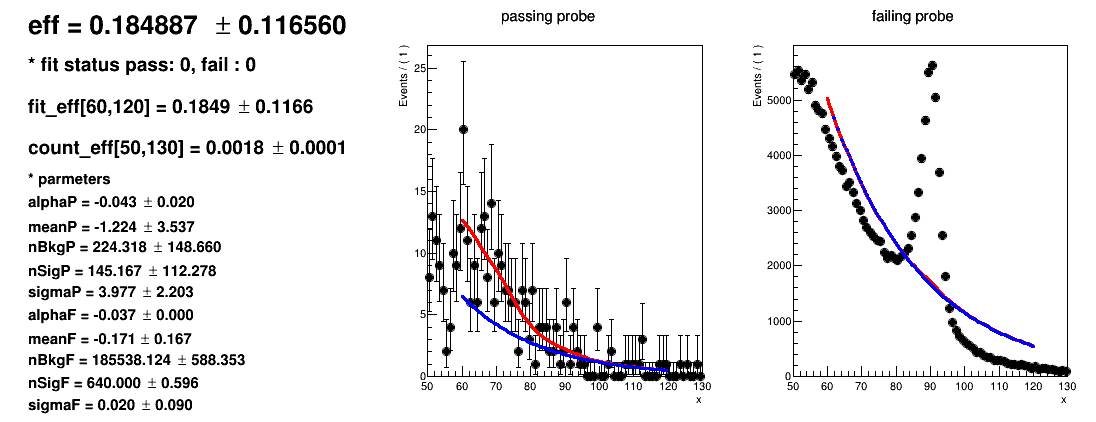 eff = 0.184887 ± 0.116560
* fit status pass: 0, fail : 0
fit_eff[60,120] = 0.1849 ± 0.1166
count_eff[50,130] = 0.0018 ± 0.0001
* parmeters
alphaP = -0.043 ± 0.020
meanP = -1.224 ± 3.537
nBkgP = 224.318 ± 148.660
nSigP = 145.167 ± 112.278
sigmaP = 3.977 ± 2.203
alphaF = -0.037 ± 0.000
meanF = -0.171 ± 0.167
nBkgF = 185538.124 ± 588.353
nSigF = 640.000 ± 0.596
sigmaF = 0.020 ± 0.090
passing probe
Events / ( 1 )
25
20
15
10
5
0
50 60 70 80 90 100 110 120 130
x
failing probe
Events / ( 1 )
5000
4000
3000
2000
1000
0
50 60 70 80 90 100 110 120 130
x